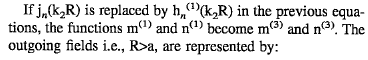 If jₙ(k₂R) is replaced by hₙ⁽¹⁾(k₂R) in the previous equa-
tions, the functions m⁽¹⁾ and n⁽¹⁾ become m⁽³⁾ and n⁽³⁾. The
outgoing fields i.e., R>a, are represented by: